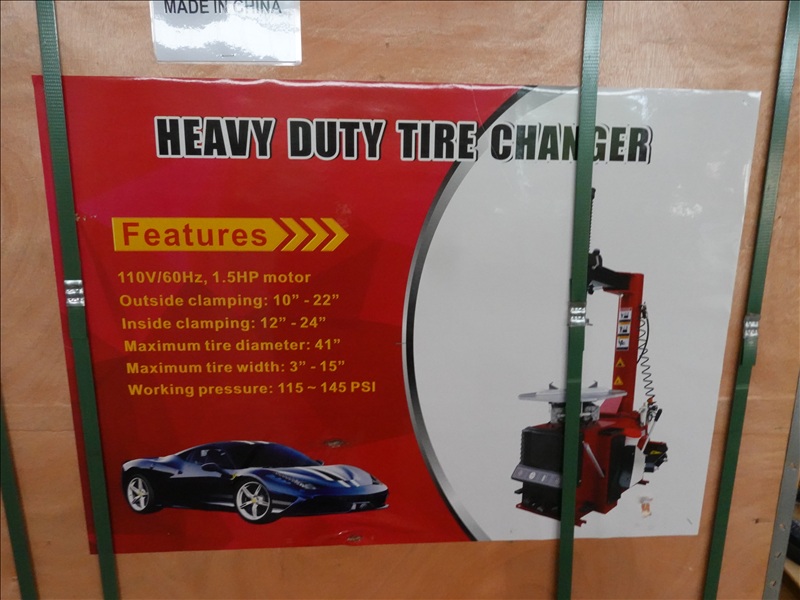 MADE IN CHINA
HEAVY DUTY TIRE CHANGER
Features
110V/60Hz, 1.5HP motor
Outside clamping: 10” - 22”
Inside clamping: 12” - 24”
Maximum tire diameter: 41”
Maximum tire width: 3” - 15”
Working pressure: 115 ~ 145 PSI